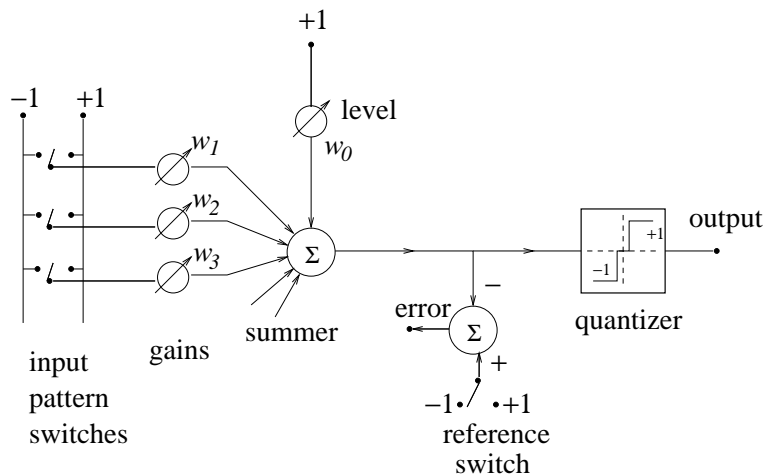 +1
−1 +1
level
w0
w1
w2
w3
Σ
summer
gains
input
pattern
switches
−
error
Σ
+
−1 +1
reference
switch
+1
−1
quantizer
output